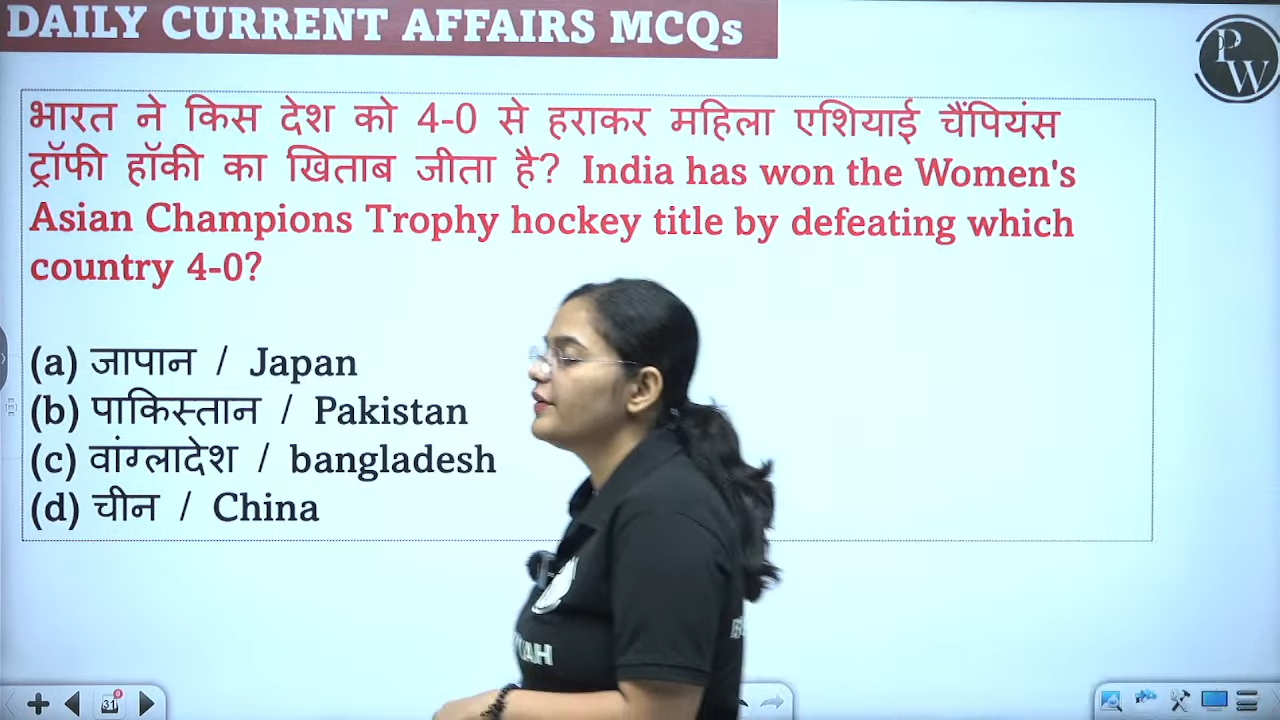 DAILY CURRENT AFFAIRS MCQs
PW
भारत ने किस देश को 4-0 से हराकर महिला एशियाई चैंपियंस
ट्रॉफी हॉकी का खिताब जीता है? India has won the Women's
Asian Champions Trophy hockey title by defeating which
country 4-0?
(a) जापान / Japan
(b) पाकिस्तान / Pakistan
(c) वांग्लादेश / bangladesh
(d) चीन / China
31